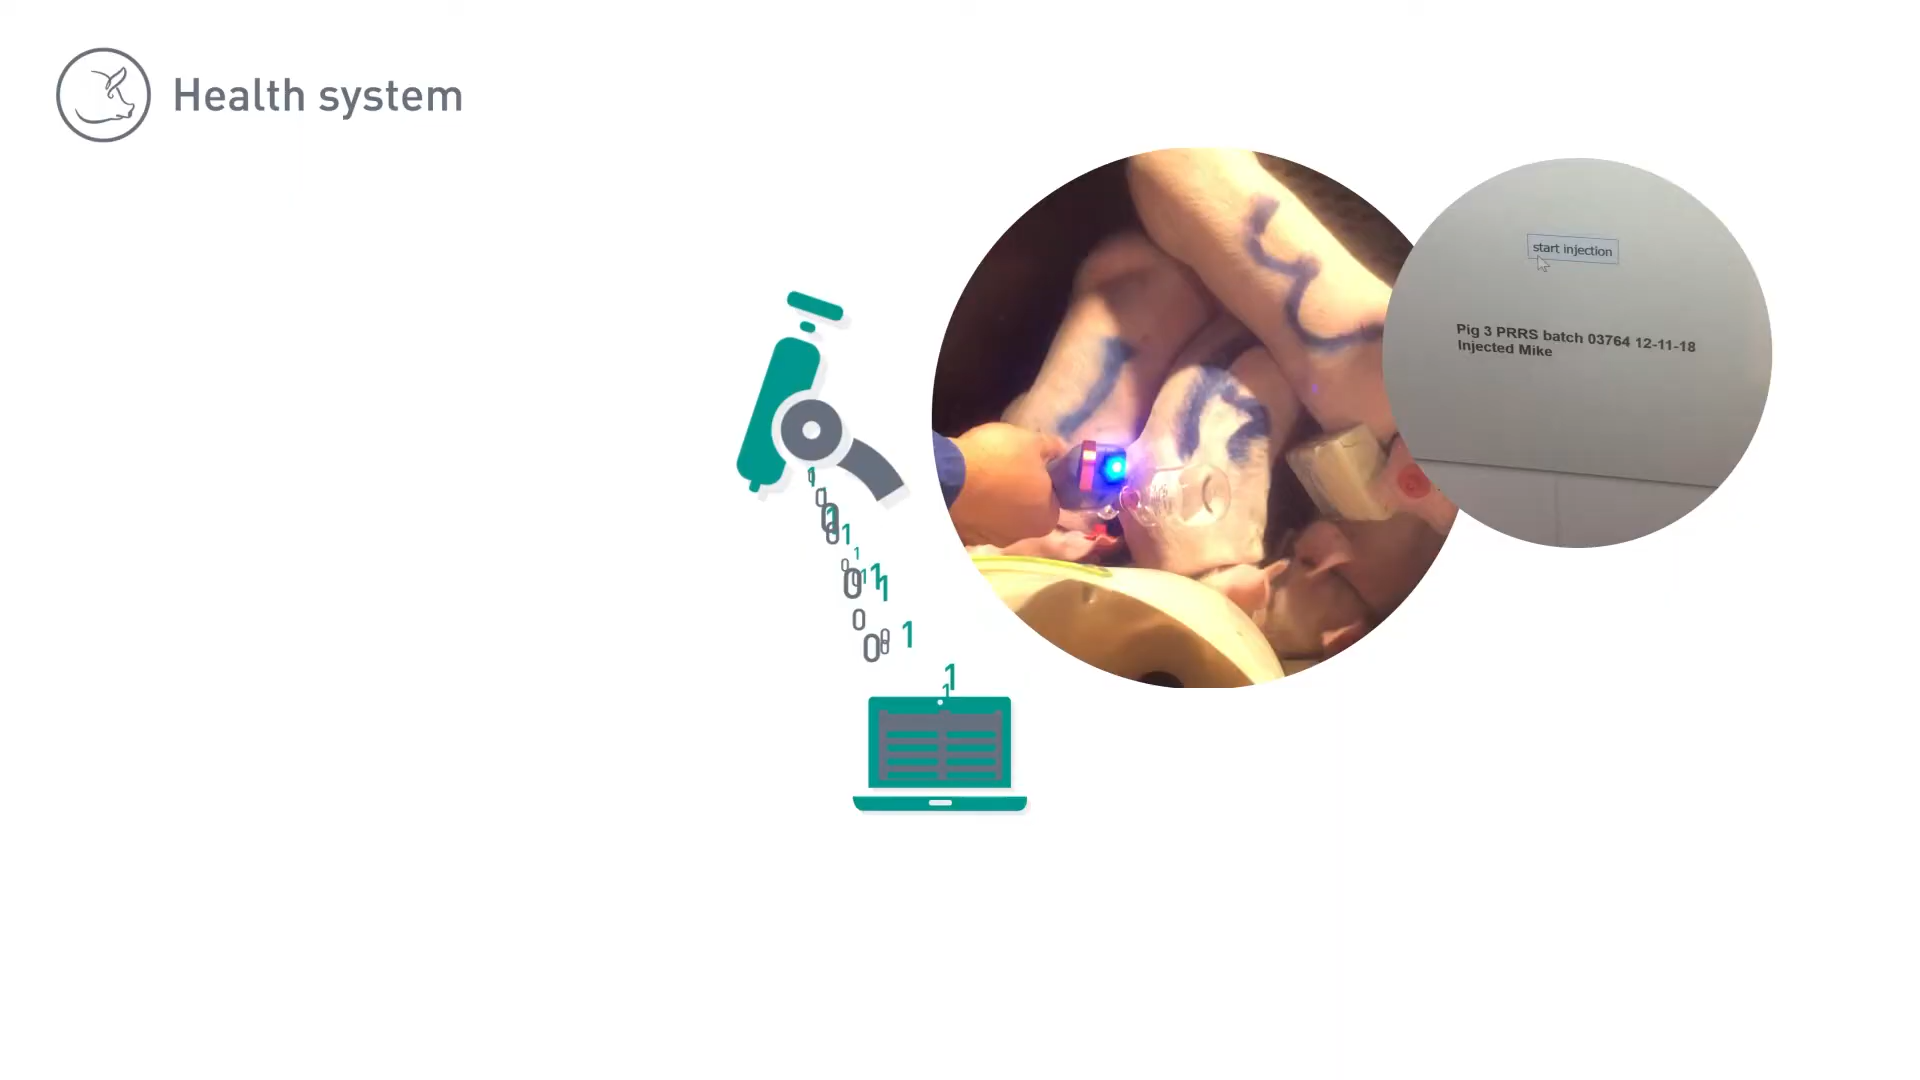 Health system
start injection
Pig 3 PRRS batch 03764 12-11-18
Injected Mike